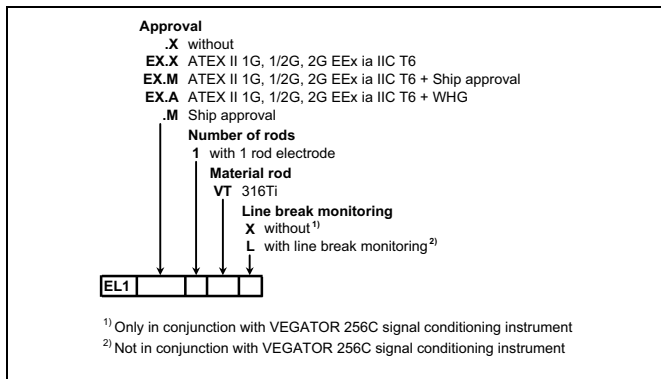 Approval
.X without
EX.X ATEX II 1G, 1/2G, 2G EEx ia IIC T6
EX.M ATEX II 1G, 1/2G, 2G EEx ia IIC T6 + Ship approval
EX.A ATEX II 1G, 1/2G, 2G EEx ia IIC T6 + WHG
.M Ship approval
Number of rods
1 with 1 rod electrode
Material rod
VT 316Ti
Line break monitoring
X without 1)
L with line break monitoring 2)
EL1
1) Only in conjunction with VEGATOR 256C signal conditioning instrument
2) Not in conjunction with VEGATOR 256C signal conditioning instrument